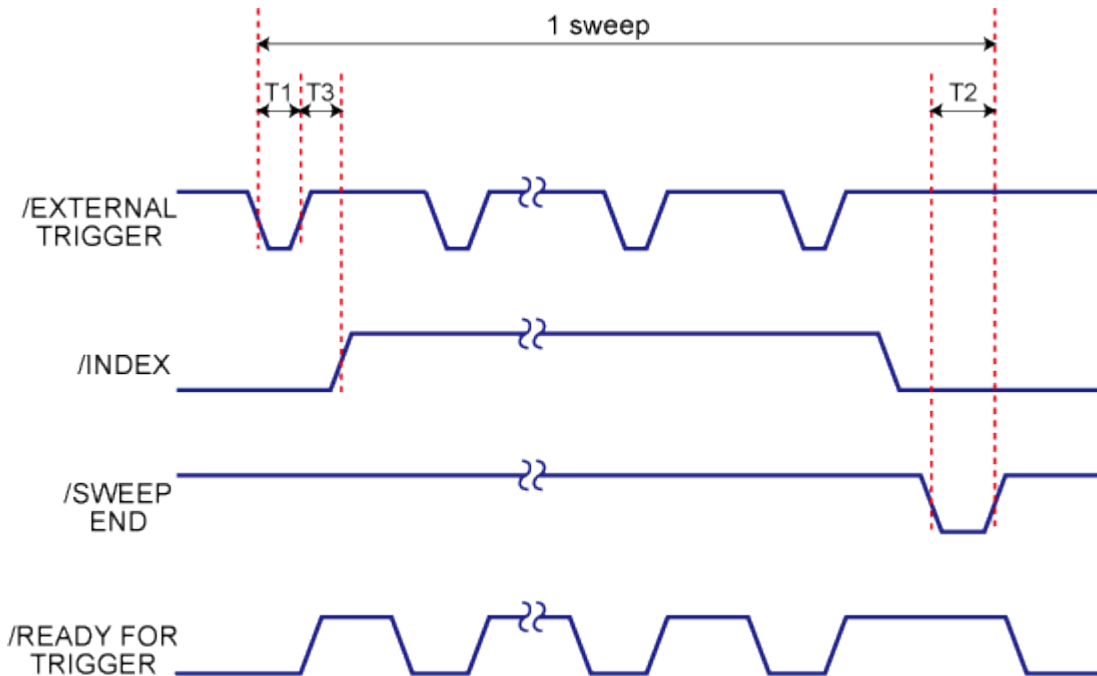 1 sweep
T1
T3
T2
/EXTERNAL
TRIGGER
/INDEX
/SWEEP
END
/READY FOR
TRIGGER